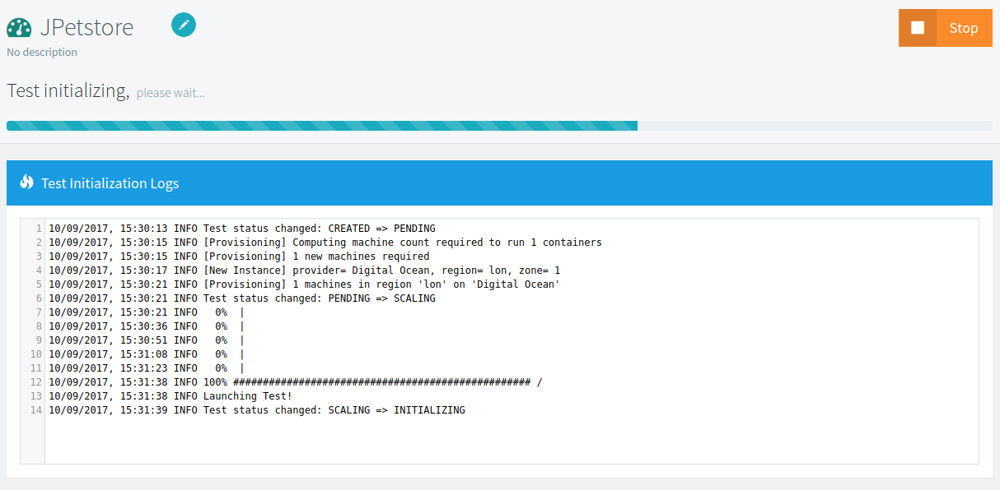 JPetstore
Stop
No description
Test initializing, please wait...
Test Initialization Logs
1 10/09/2017, 15:30:13 INFO Test status changed: CREATED => PENDING
2 10/09/2017, 15:30:15 INFO [Provisioning] Computing machine count required to run 1 containers
3 10/09/2017, 15:30:15 INFO [Provisioning] 1 new machines required
4 10/09/2017, 15:30:17 INFO [New Instance] provider= Digital Ocean, region= lon, zone= 1
5 10/09/2017, 15:30:21 INFO [Provisioning] 1 machines in region 'lon' on 'Digital Ocean'
6 10/09/2017, 15:30:21 INFO Test status changed: PENDING => SCALING
7 10/09/2017, 15:30:21 INFO   0%  |
8 10/09/2017, 15:30:36 INFO   0%  |
9 10/09/2017, 15:30:51 INFO   0%  |
10 10/09/2017, 15:31:08 INFO   0%  |
11 10/09/2017, 15:31:23 INFO   0%  |
12 10/09/2017, 15:31:38 INFO 100% ################################################## /
13 10/09/2017, 15:31:38 INFO Launching Test!
14 10/09/2017, 15:31:39 INFO Test status changed: SCALING => INITIALIZING